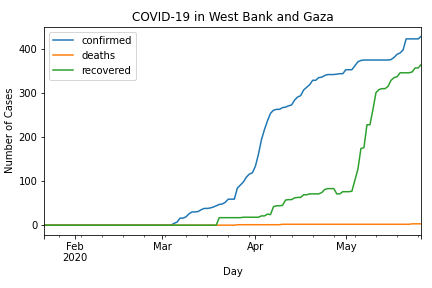 COVID-19 in West Bank and Gaza
confirmed
deaths
recovered
400
300
200
100
0
Number of Cases
Feb
2020
Mar
Apr
May
Day